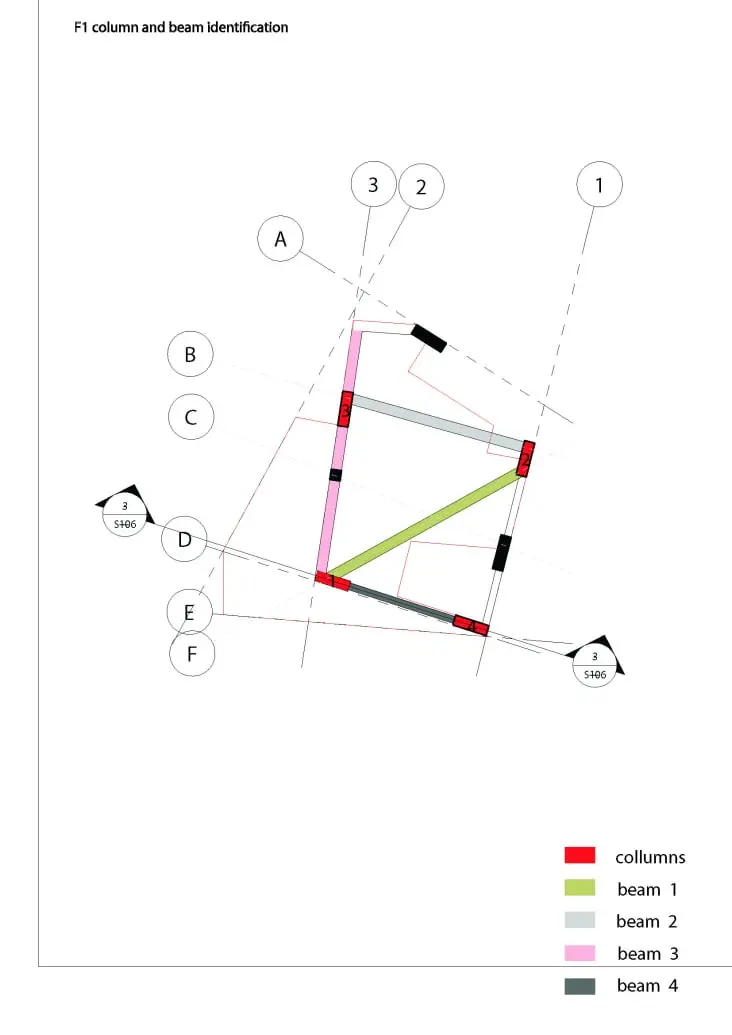 F1 column and beam identification
3
2
1
A
B
C
3
2
3
S106
D
1
4
E
F
3
S106
collumns
beam 1
beam 2
beam 3
beam 4